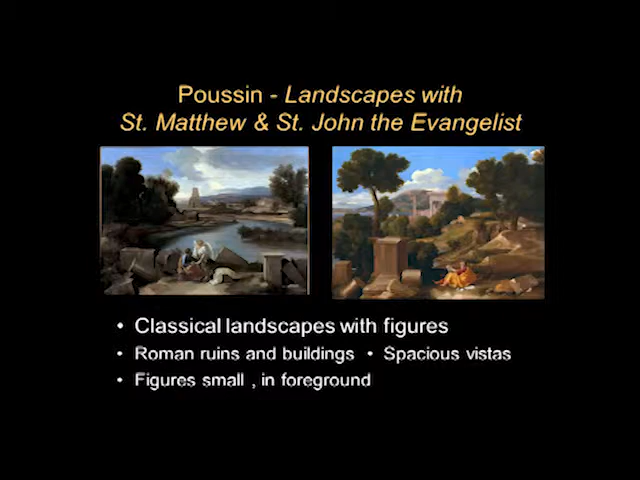 Poussin - Landscapes with
St. Matthew & St. John the Evangelist
• Classical landscapes with figures
• Roman ruins and buildings • Spacious vistas
• Figures small , in foreground